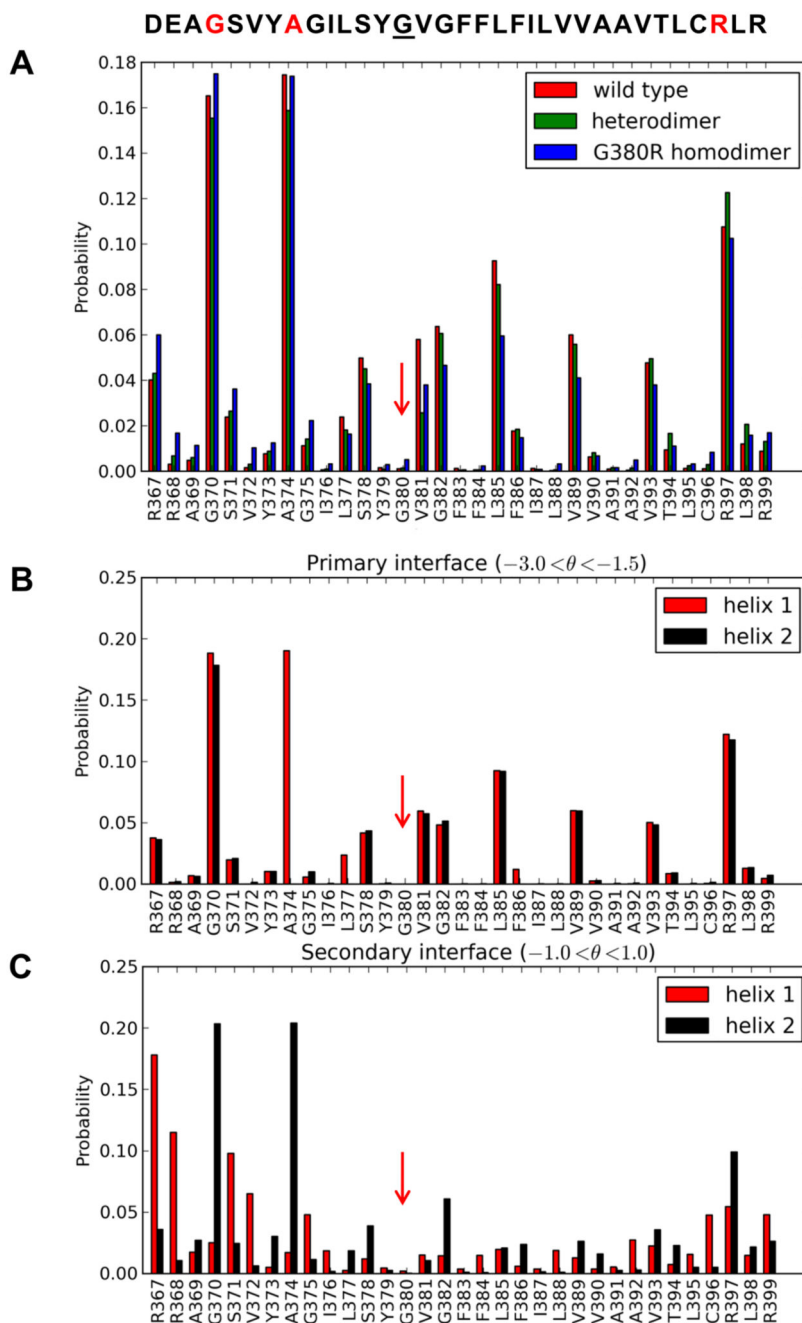 DEAGSVYAGILSYGVGFFLFILVVAAVTLCRLR
A
0.18
0.16
0.14
0.12
0.10
0.08
0.06
0.04
0.02
0.00
Probability
wild type
heterodimer
G380R homodimer
R367 R368 A369 G370 S371 V372 Y373 A374 G375 I376 L377 S378 Y379 G380 V381 G382 F383 F384 L385 F386 I387 L388 V389 V390 A391 A392 V393 T394 L395 C396 R397 L398 R399
B
Primary interface (−3.0<θ<−1.5)
0.25
0.20
0.15
0.10
0.05
0.00
Probability
helix 1
helix 2
R367 R368 A369 G370 S371 V372 Y373 A374 G375 I376 L377 S378 Y379 G380 V381 G382 F383 F384 L385 F386 I387 L388 V389 V390 A391 A392 V393 T394 L395 C396 R397 L398 R399
C
Secondary interface (−1.0<θ<1.0)
0.25
0.20
0.15
0.10
0.05
0.00
Probability
helix 1
helix 2
R367 R368 A369 G370 S371 V372 Y373 A374 G375 I376 L377 S378 Y379 G380 V381 G382 F383 F384 L385 F386 I387 L388 V389 V390 A391 A392 V393 T394 L395 C396 R397 L398 R399